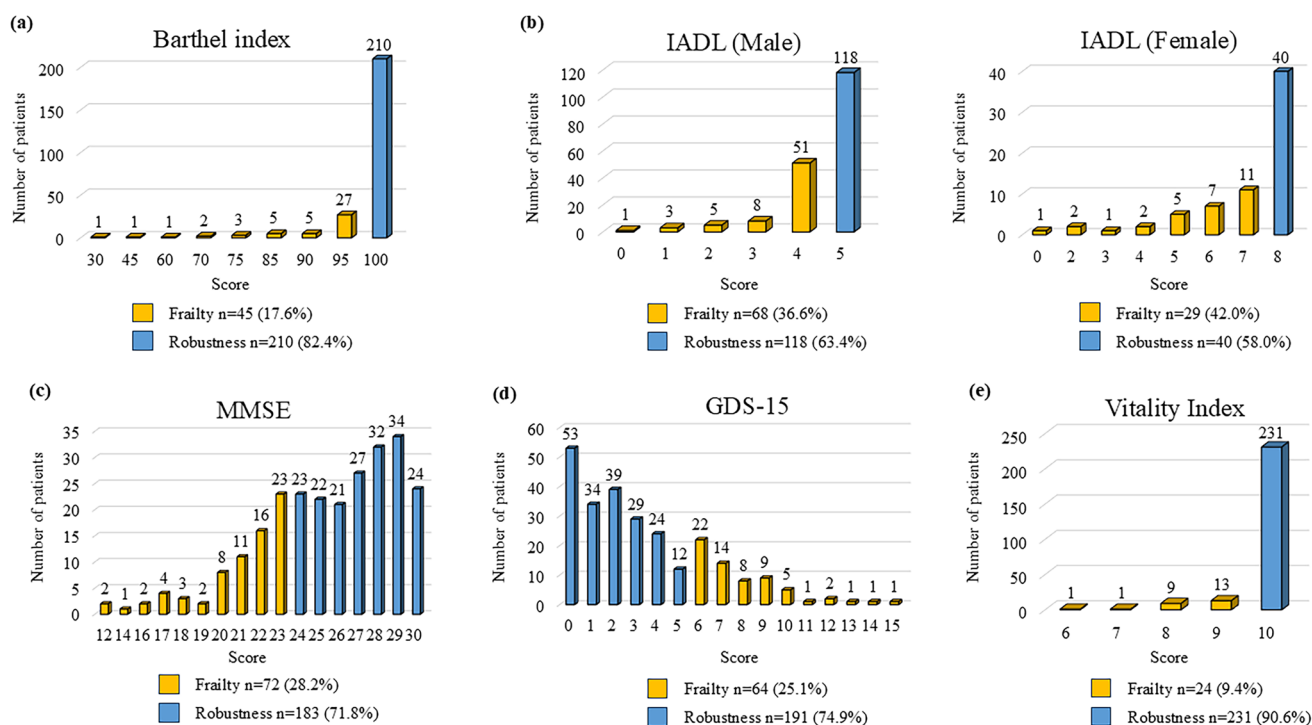 (a)
Barthel index
Number of patients
200
150
100
50
0
1 1 1 2 3 5 5 27 210
30 45 60 70 75 85 90 95 100
Score
Frailty n=45 (17.6%)
Robustness n=210 (82.4%)
(b)
IADL (Male)
Number of patients
120
100
80
60
40
20
0
1 3 5 8 51 118
0 1 2 3 4 5
Score
Frailty n=68 (36.6%)
Robustness n=118 (63.4%)
IADL (Female)
Number of patients
40
30
20
10
0
1 2 1 2 5 7 11 40
0 2 3 4 5 6 7 8
Score
Frailty n=29 (42.0%)
Robustness n=40 (58.0%)
(c)
MMSE
Number of patients
35
30
25
20
15
10
5
0
2 1 2 4 3 2 8 11 16 23 23 22 21 27 32 34 24
12 14 16 17 18 19 20 21 22 23 24 25 26 27 28 29 30
Score
Frailty n=72 (28.2%)
Robustness n=183 (71.8%)
(d)
GDS-15
Number of patients
60
50
40
30
20
10
0
53 34 39 29 24 12 22 14 8 9 5 1 2 1 1 1
0 1 2 3 4 5 6 7 8 9 10 11 12 13 14 15
Score
Frailty n=64 (25.1%)
Robustness n=191 (74.9%)
(e)
Vitality Index
Number of patients
250
200
150
100
50
0
1 1 9 13 231
6 7 8 9 10
Score
Frailty n=24 (9.4%)
Robustness n=231 (90.6%)